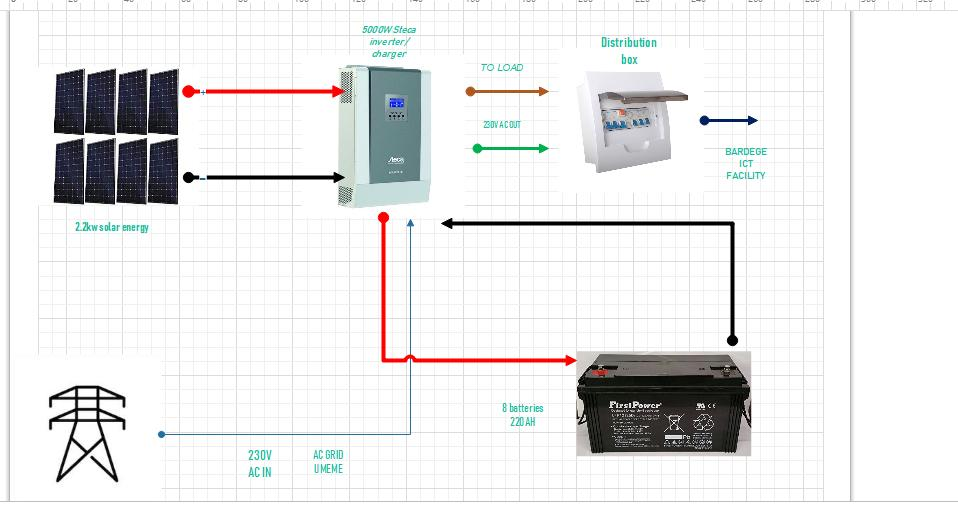 5000W Steca
inverter/
charger
Distribution
box
TO LOAD
+
230V AC OUT
Steca
BARDEGE
ICT
FACILITY
-
2.2kw solar energy
FirstPower
8 batteries
220AH
230V
AC IN
AC GRID
UMEME